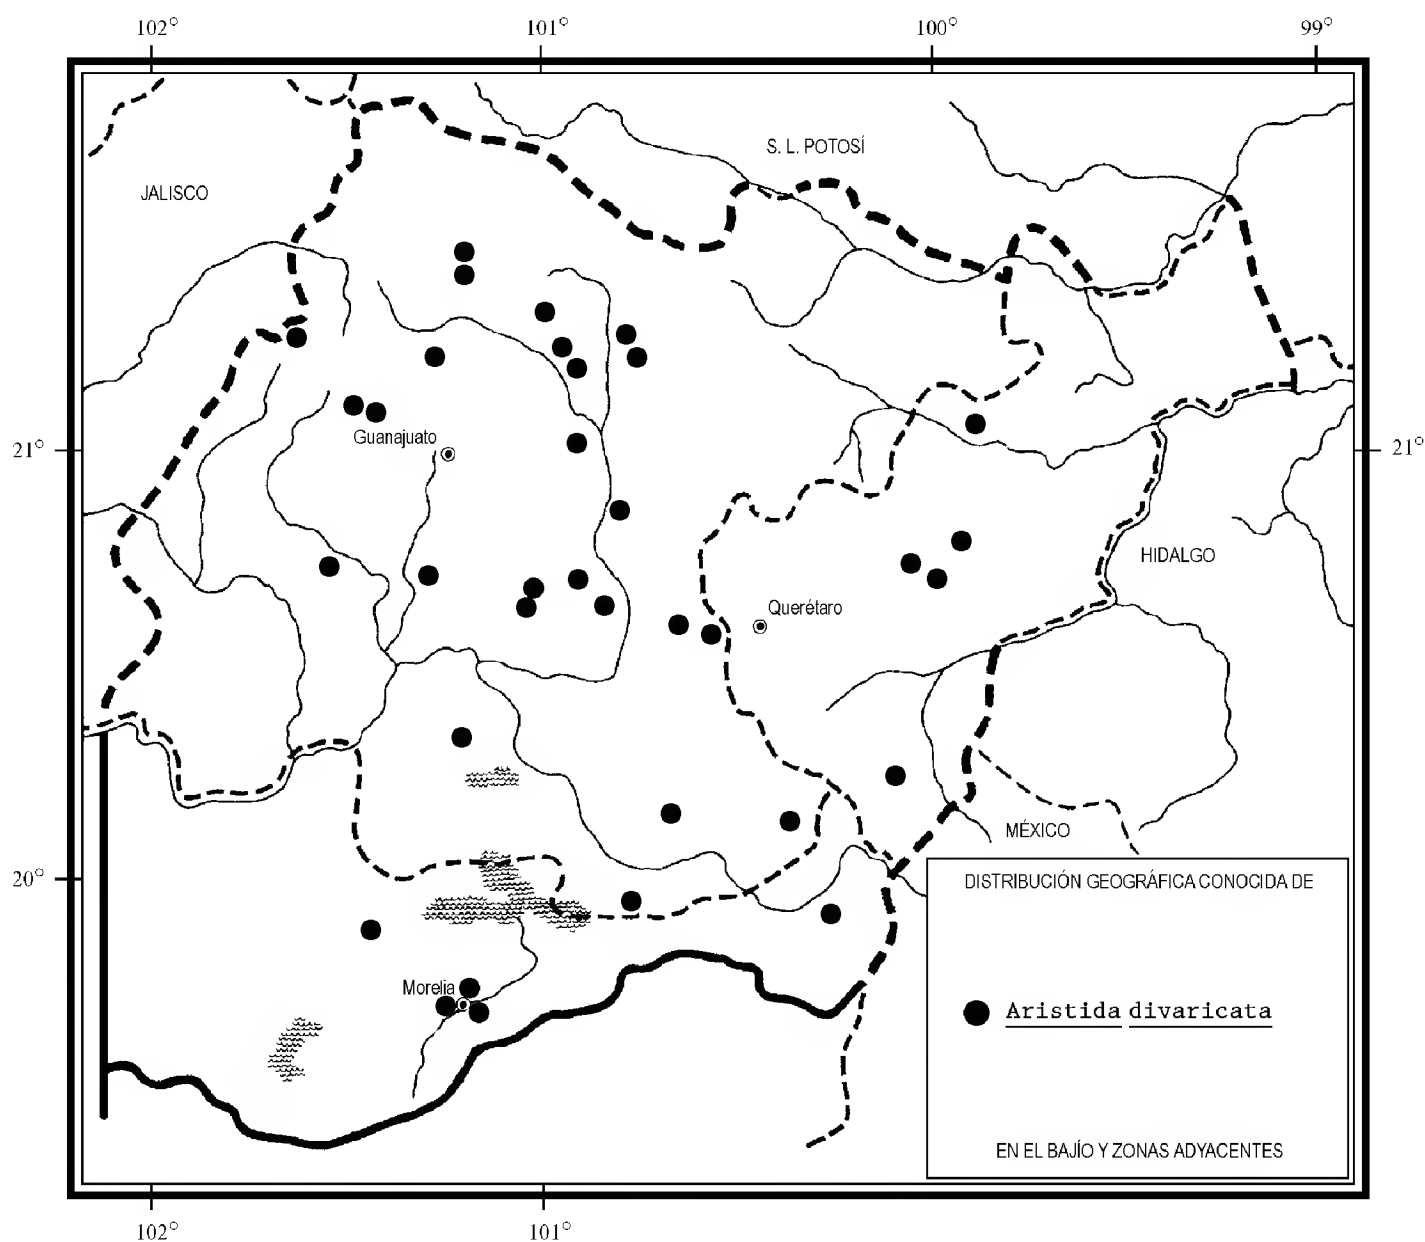 102° 101° 100° 99°
S. L. POTOSÍ
JALISCO
Guanajuato
21° 21°
HIDALGO
Querétaro
MÉXICO
20°
DISTRIBUCIÓN GEOGRÁFICA CONOCIDA DE
Morelia
Aristida divaricata
EN EL BAJÍO Y ZONAS ADYACENTES
102° 101°